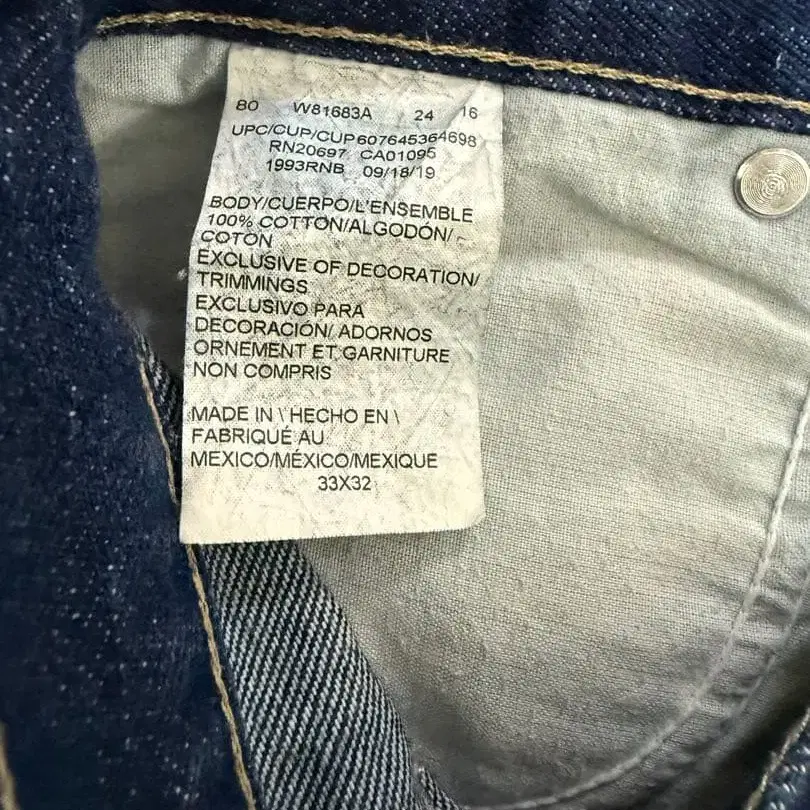 80 W81683A 24 16
UPC/CUP/CUP607645364698
RN20697 CA01095
1993RNB 09/18/19
BODY/CUERPO/L'ENSEMBLE
100% COTTON/ALGODÓN/
COTON
EXCLUSIVE OF DECORATION/
TRIMMINGS
EXCLUSIVO PARA
DECORACIÓN/ ADORNOS
ORNEMENT ET GARNITURE
NON COMPRIS
MADE IN \ HECHO EN \
FABRIQUÉ AU
MEXICO/MÉXICO/MEXIQUE
33X32